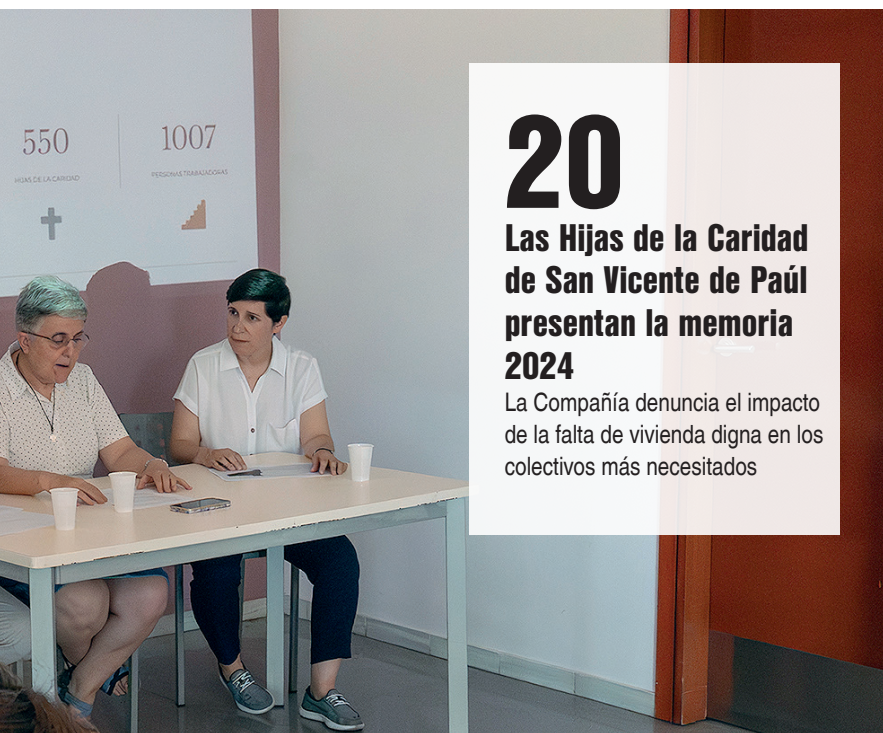 550
1007
HIJAS DE LA CARIDAD
PERSONAS TRABAJADORAS
20
Las Hijas de la Caridad
de San Vicente de Paúl
presentan la memoria
2024
La Compañía denuncia el impacto
de la falta de vivienda digna en los
colectivos más necesitados